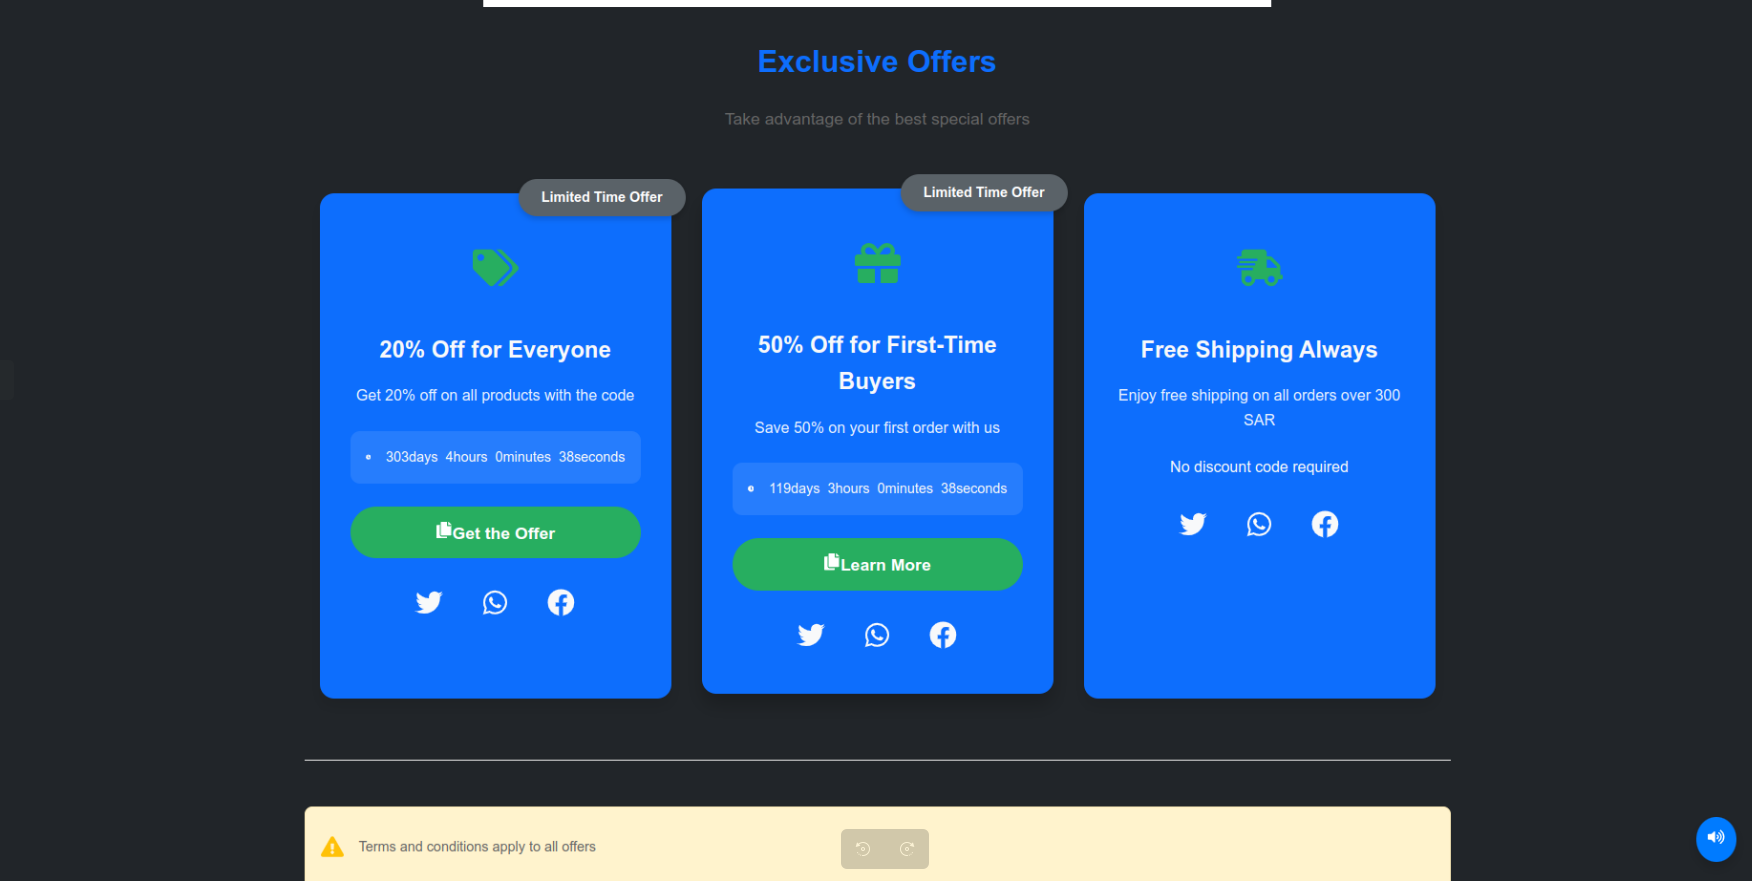 Exclusive Offers
Take advantage of the best special offers
Limited Time Offer
20% Off for Everyone
Get 20% off on all products with the code
303days 4hours 0minutes 38seconds
Get the Offer
Limited Time Offer
50% Off for First-Time
Buyers
Save 50% on your first order with us
119days 3hours 0minutes 38seconds
Learn More
Free Shipping Always
Enjoy free shipping on all orders over 300
SAR
No discount code required
Terms and conditions apply to all offers